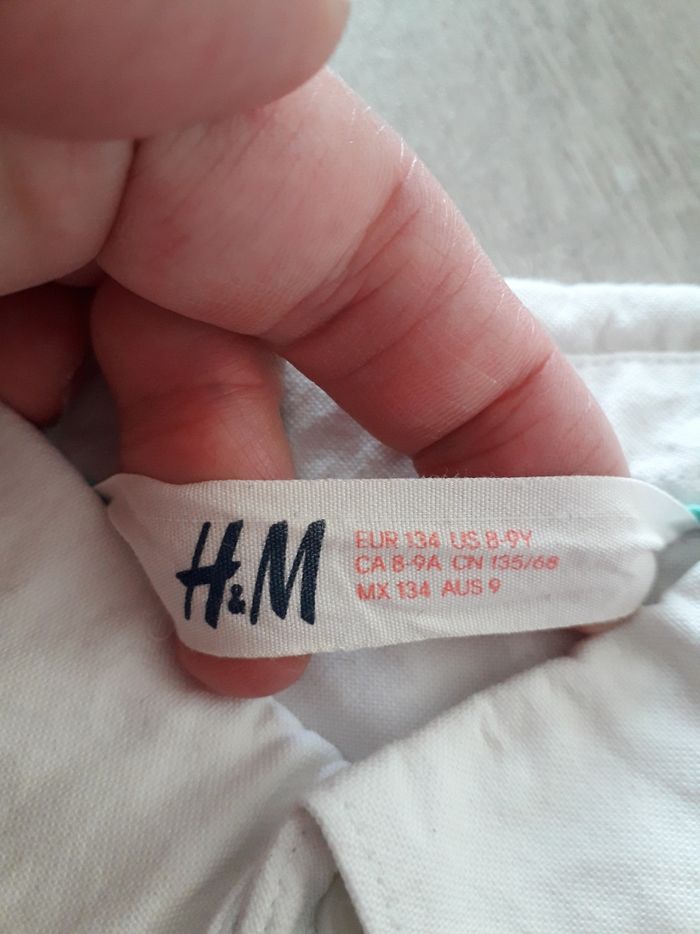 H&M
EUR 134 US 8-9Y
CA 8-9A CN 135/68
MX 134 AUS 9